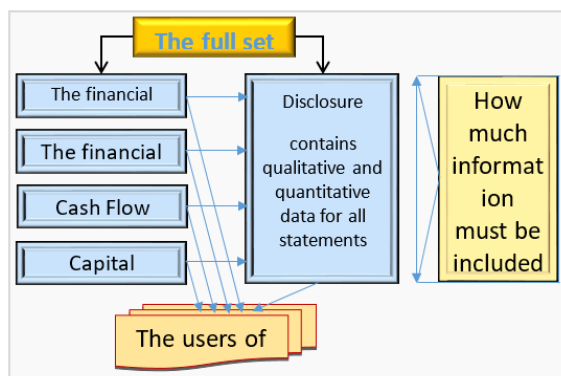 The full set
The financial
The financial
Cash Flow
Capital
Disclosure
contains
qualitative and
quantitative
data for all
statements
How
much
informat
ion
must be
included
The users of